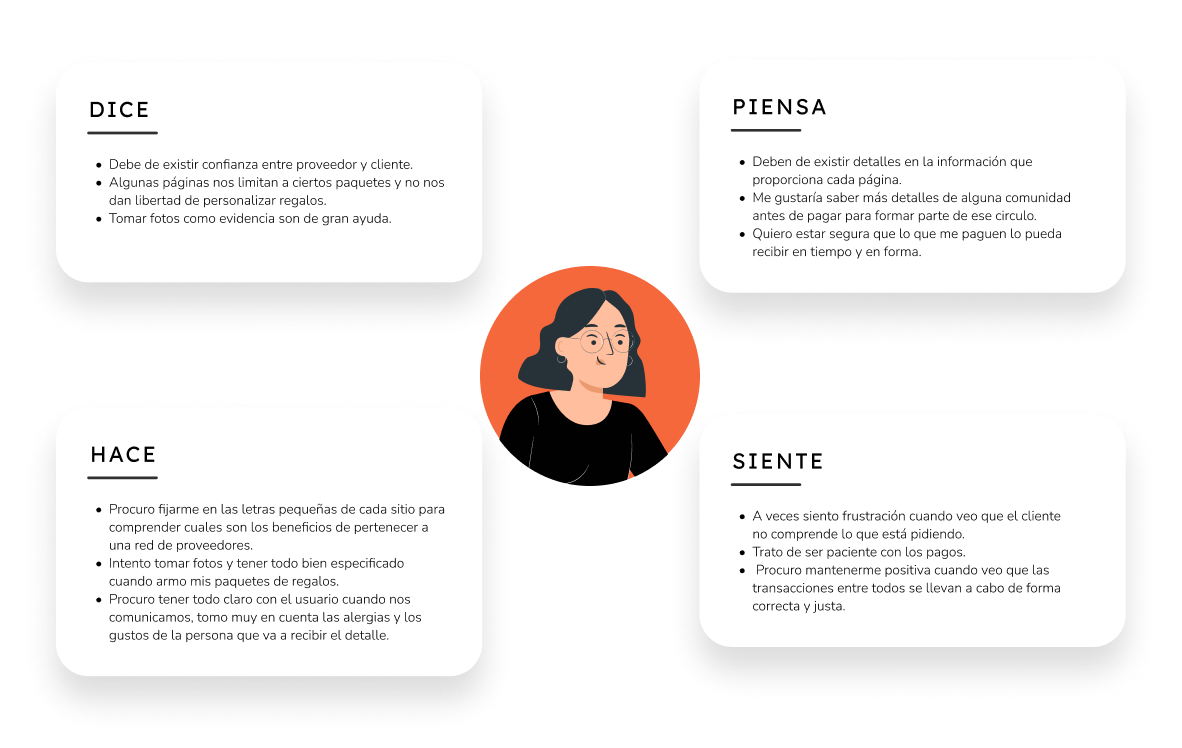 DICE
• Debe de existir confianza entre proveedor y cliente.
• Algunas páginas nos limitan a ciertos paquetes y no nos
dan libertad de personalizar regalos.
• Tomar fotos como evidencia son de gran ayuda.
PIENSA
• Deben de existir detalles en la información que
proporciona cada página.
• Me gustaría saber más detalles de alguna comunidad
antes de pagar para formar parte de ese circulo.
• Quiero estar segura que lo que me paguen lo pueda
recibir en tiempo y en forma.
HACE
• Procuro fijarme en las letras pequeñas de cada sitio para
comprender cuales son los beneficios de pertenecer a
una red de proveedores.
• Intento tomar fotos y tener todo bien especificado
cuando armo mis paquetes de regalos.
• Procuro tener todo claro con el usuario cuando nos
comunicamos, tomo muy en cuenta las alergias y los
gustos de la persona que va a recibir el detalle.
SIENTE
• A veces siento frustración cuando veo que el cliente
no comprende lo que está pidiendo.
• Trato de ser paciente con los pagos.
• Procuro mantenerme positiva cuando veo que las
transacciones entre todos se llevan a cabo de forma
correcta y justa.